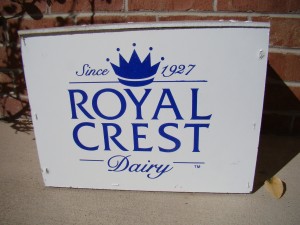 Since 1927
ROYAL
CREST
Dairy ™